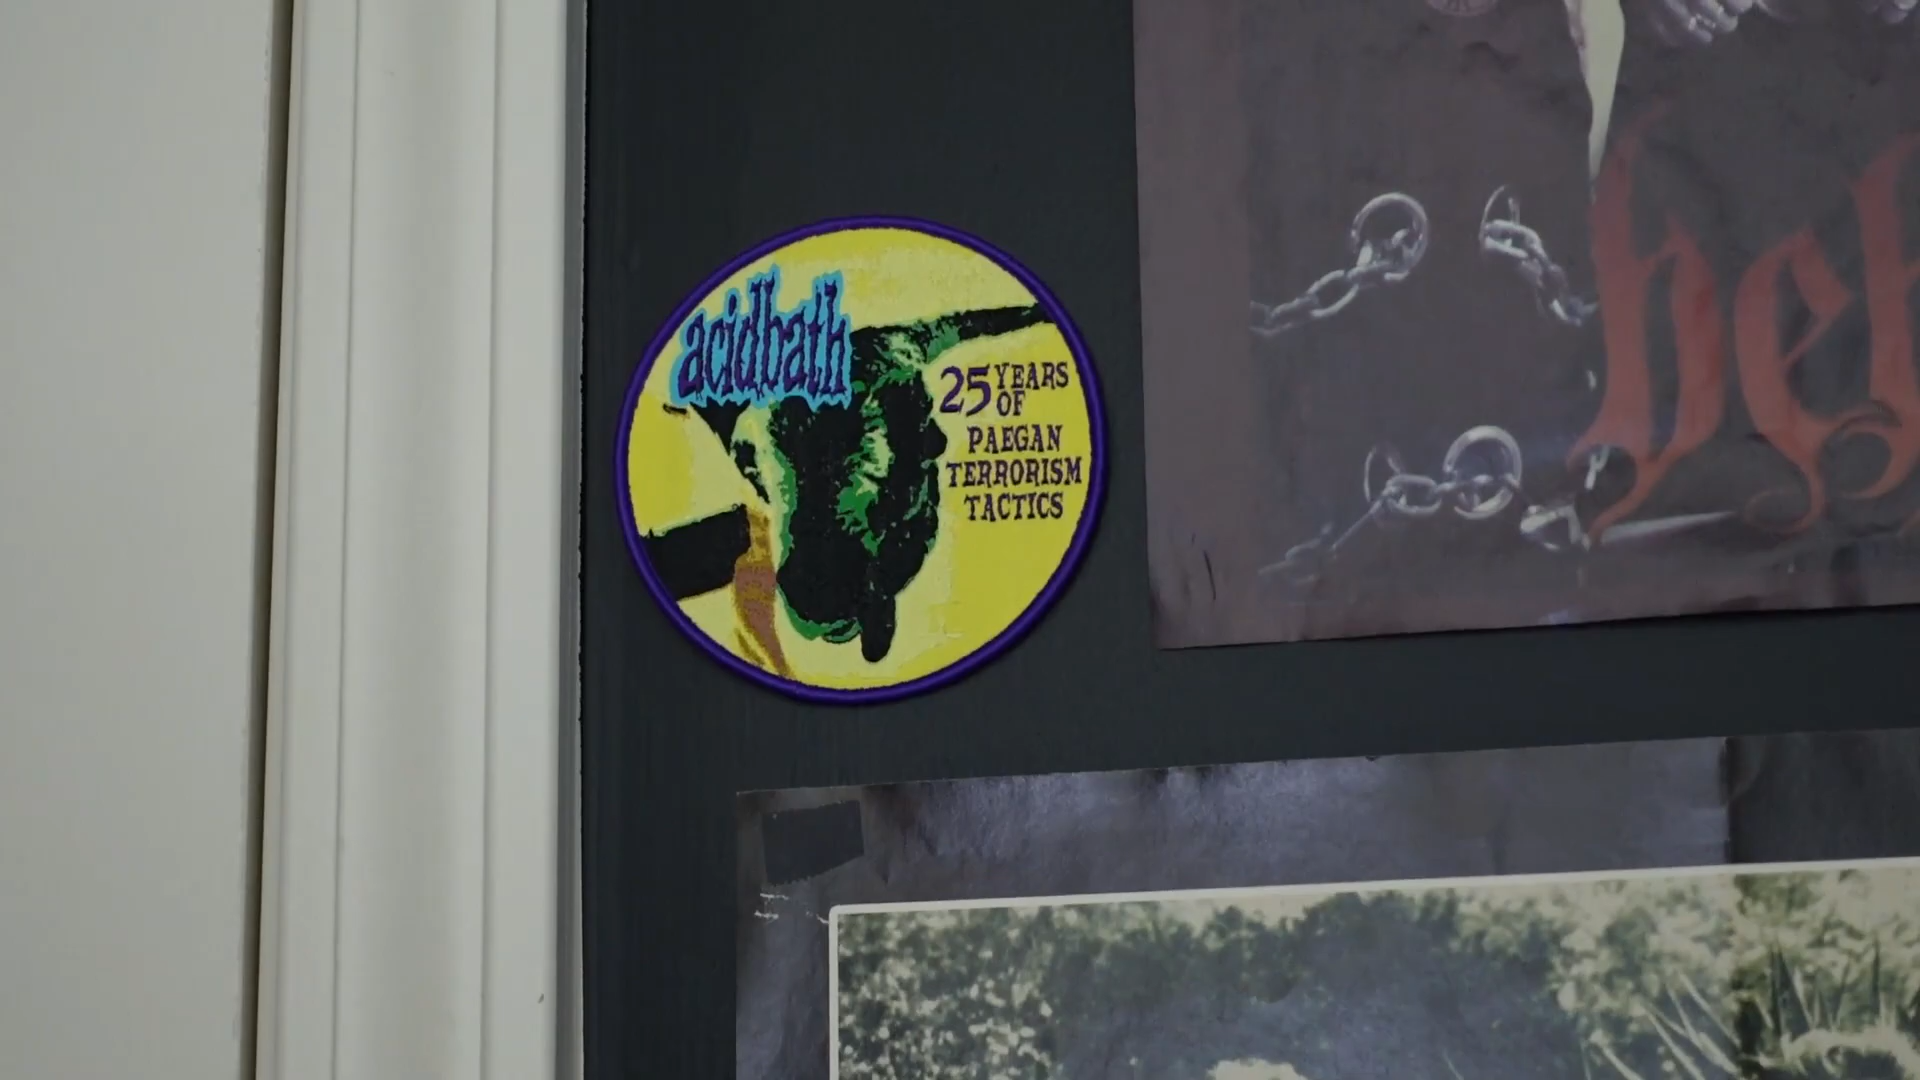 acidbath
25 YEARS
OF
PAEGAN
TERRORISM
TACTICS